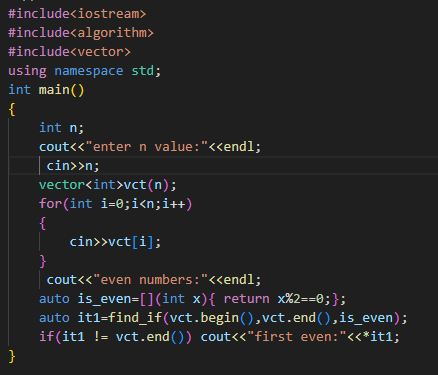 #include<iostream>
#include<algorithm>
#include<vector>
using namespace std;
int main()
{
    int n;
    cout<<"enter n value:"<<endl;
     cin>>n;
    vector<int>vct(n);
    for(int i=0;i<n;i++)
    {
        cin>>vct[i];
    }
     cout<<"even numbers:"<<endl;
    auto is_even=[](int x){ return x%2==0;};
    auto it1=find_if(vct.begin(),vct.end(),is_even);
    if(it1 != vct.end()) cout<<"first even:"<<*it1;
}